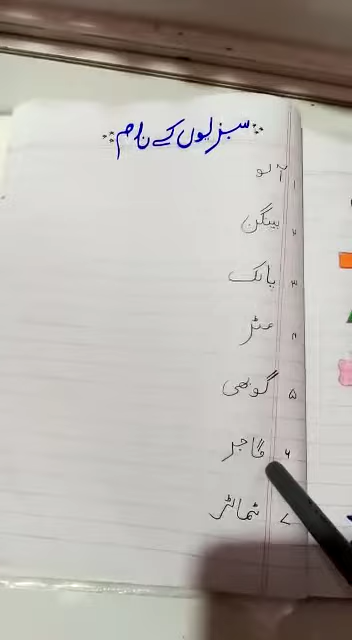 سبزیوں کے نام
۱ آلو
۲ بینگن
۳ پالک
۴ مٹر
۵ گوبھی
۶ گاجر
۷ ٹماٹر